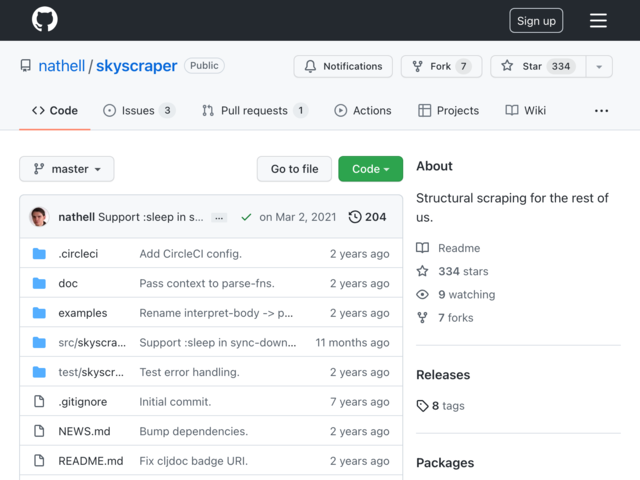 Sign up
nathell / skyscraper Public
Notifications Fork 7 Star 334
Code Issues 3 Pull requests 1 Actions Projects Wiki ...
master Go to file Code
nathell Support :sleep in s... ... on Mar 2, 2021 204
.circleci Add CircleCI config. 2 years ago
doc Pass context to parse-fns. 2 years ago
examples Rename interpret-body -> p... 2 years ago
src/skyscra... Support :sleep in sync-down... 11 months ago
test/skyscr... Test error handling. 2 years ago
.gitignore Initial commit. 7 years ago
NEWS.md Bump dependencies. 2 years ago
README.md Fix cljdoc badge URI. 2 years ago
About
Structural scraping for the rest of
us.
Readme
334 stars
9 watching
7 forks
Releases
8 tags
Packages